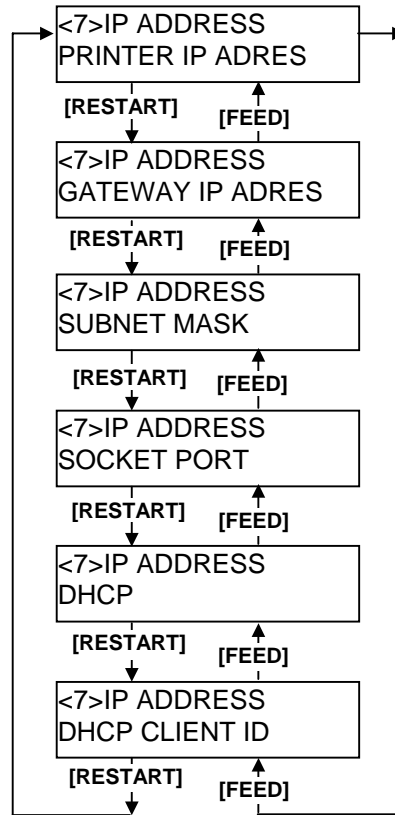 <7>IP ADDRESS
PRINTER IP ADRES
[RESTART]
[FEED]
<7>IP ADDRESS
GATEWAY IP ADRES
[RESTART]
[FEED]
<7>IP ADDRESS
SUBNET MASK
[RESTART]
[FEED]
<7>IP ADDRESS
SOCKET PORT
[RESTART]
[FEED]
<7>IP ADDRESS
DHCP
[RESTART]
[FEED]
<7>IP ADDRESS
DHCP CLIENT ID
[RESTART]
[FEED]